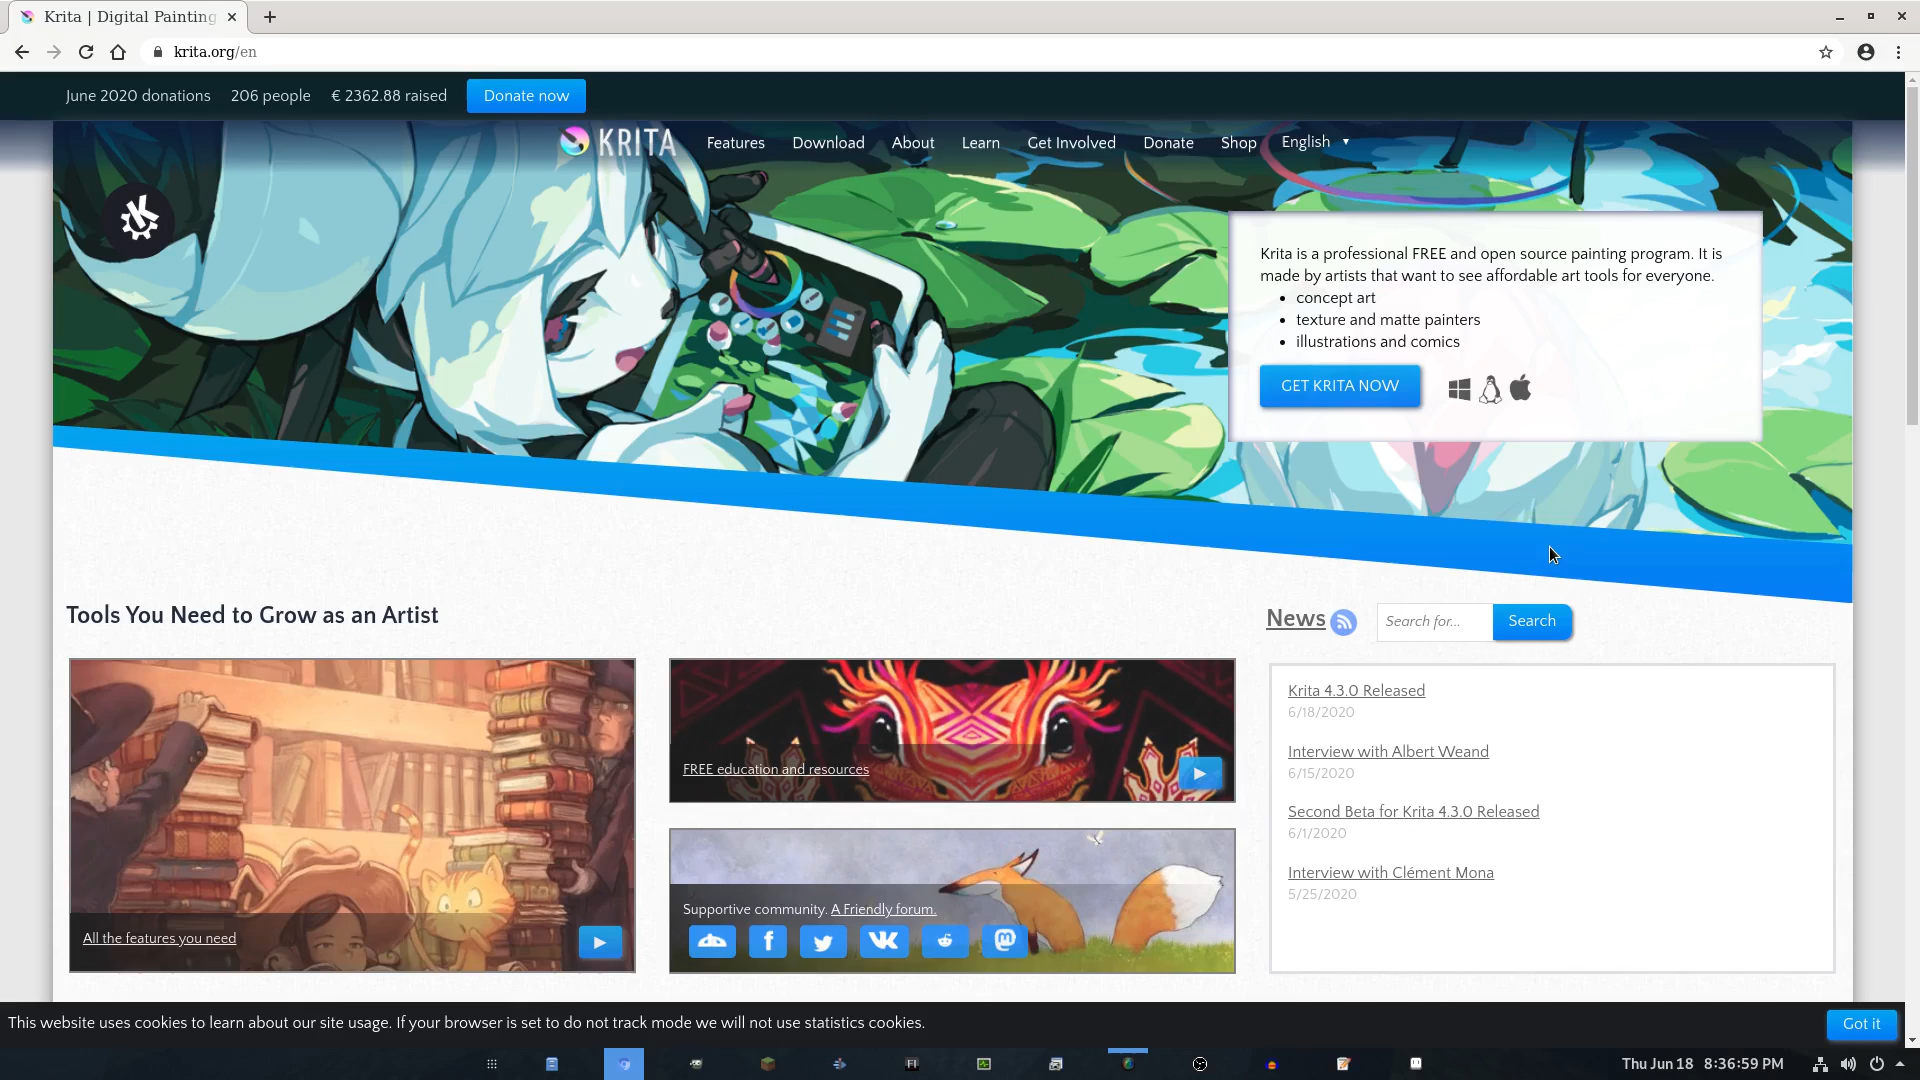 Krita | Digital Painting
krita.org/en
June 2020 donations 206 people € 2362.88 raised Donate now
KRITA Features Download About Learn Get Involved Donate Shop English
Krita is a professional FREE and open source painting program. It is
made by artists that want to see affordable art tools for everyone.
concept art
texture and matte painters
illustrations and comics
GET KRITA NOW
Tools You Need to Grow as an Artist
News Search for... Search
Krita 4.3.0 Released
6/18/2020
Interview with Albert Weand
6/15/2020
Second Beta for Krita 4.3.0 Released
6/1/2020
Interview with Clément Mona
5/25/2020
FREE education and resources
Supportive community. A Friendly forum.
All the features you need
This website uses cookies to learn about our site usage. If your browser is set to do not track mode we will not use statistics cookies. Got it
Thu Jun 18 8:36:59 PM